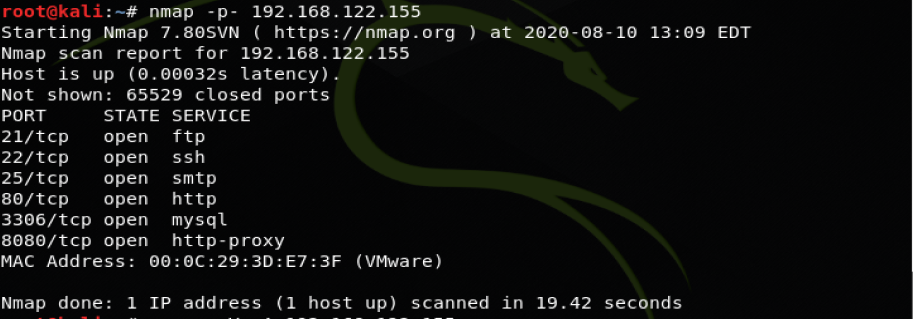 root@kali:~# nmap -p- 192.168.122.155
Starting Nmap 7.80SVN ( https://nmap.org ) at 2020-08-10 13:09 EDT
Nmap scan report for 192.168.122.155
Host is up (0.00032s latency).
Not shown: 65529 closed ports
PORT     STATE SERVICE
21/tcp   open  ftp
22/tcp   open  ssh
25/tcp   open  smtp
80/tcp   open  http
3306/tcp open  mysql
8080/tcp open  http-proxy
MAC Address: 00:0C:29:3D:E7:3F (VMware)
Nmap done: 1 IP address (1 host up) scanned in 19.42 seconds